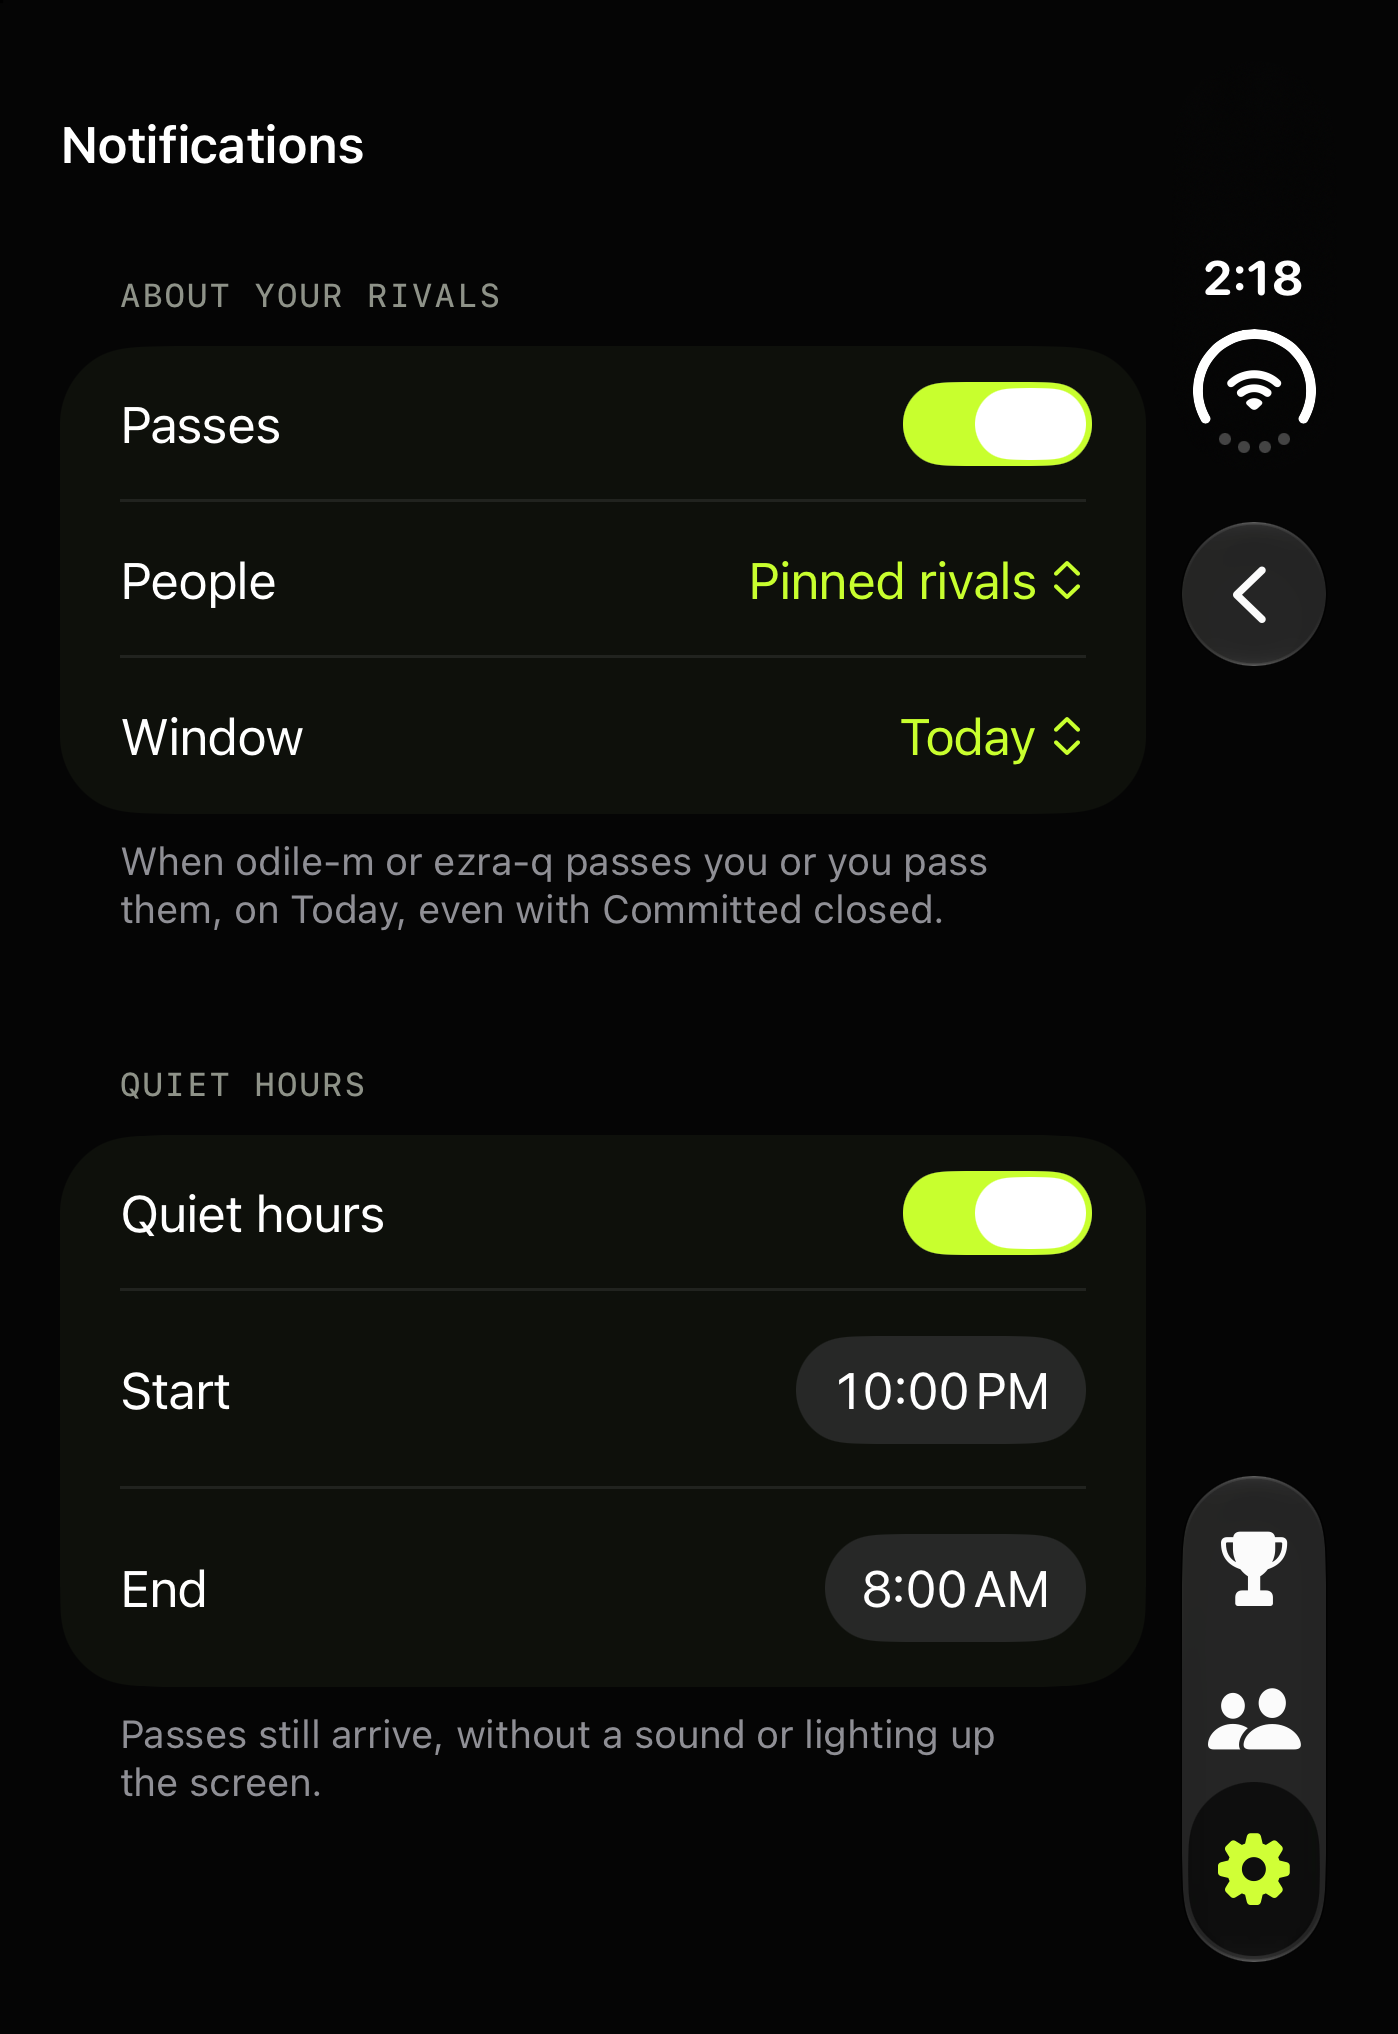 Notifications
2:18
ABOUT YOUR RIVALS
Passes
People
Pinned rivals
Window
Today
When odile-m or ezra-q passes you or you pass
them, on Today, even with Committed closed.
QUIET HOURS
Quiet hours
Start
10:00 PM
End
8:00 AM
Passes still arrive, without a sound or lighting up
the screen.